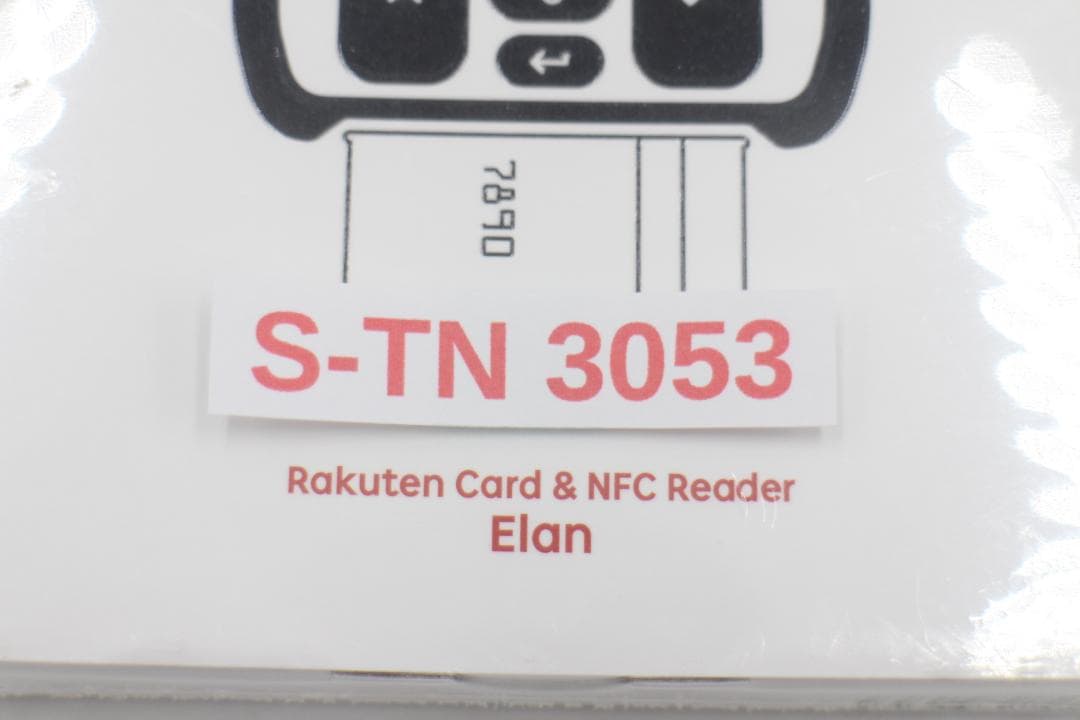 7890
S-TN 3053
Rakuten Card & NFC Reader
Elan